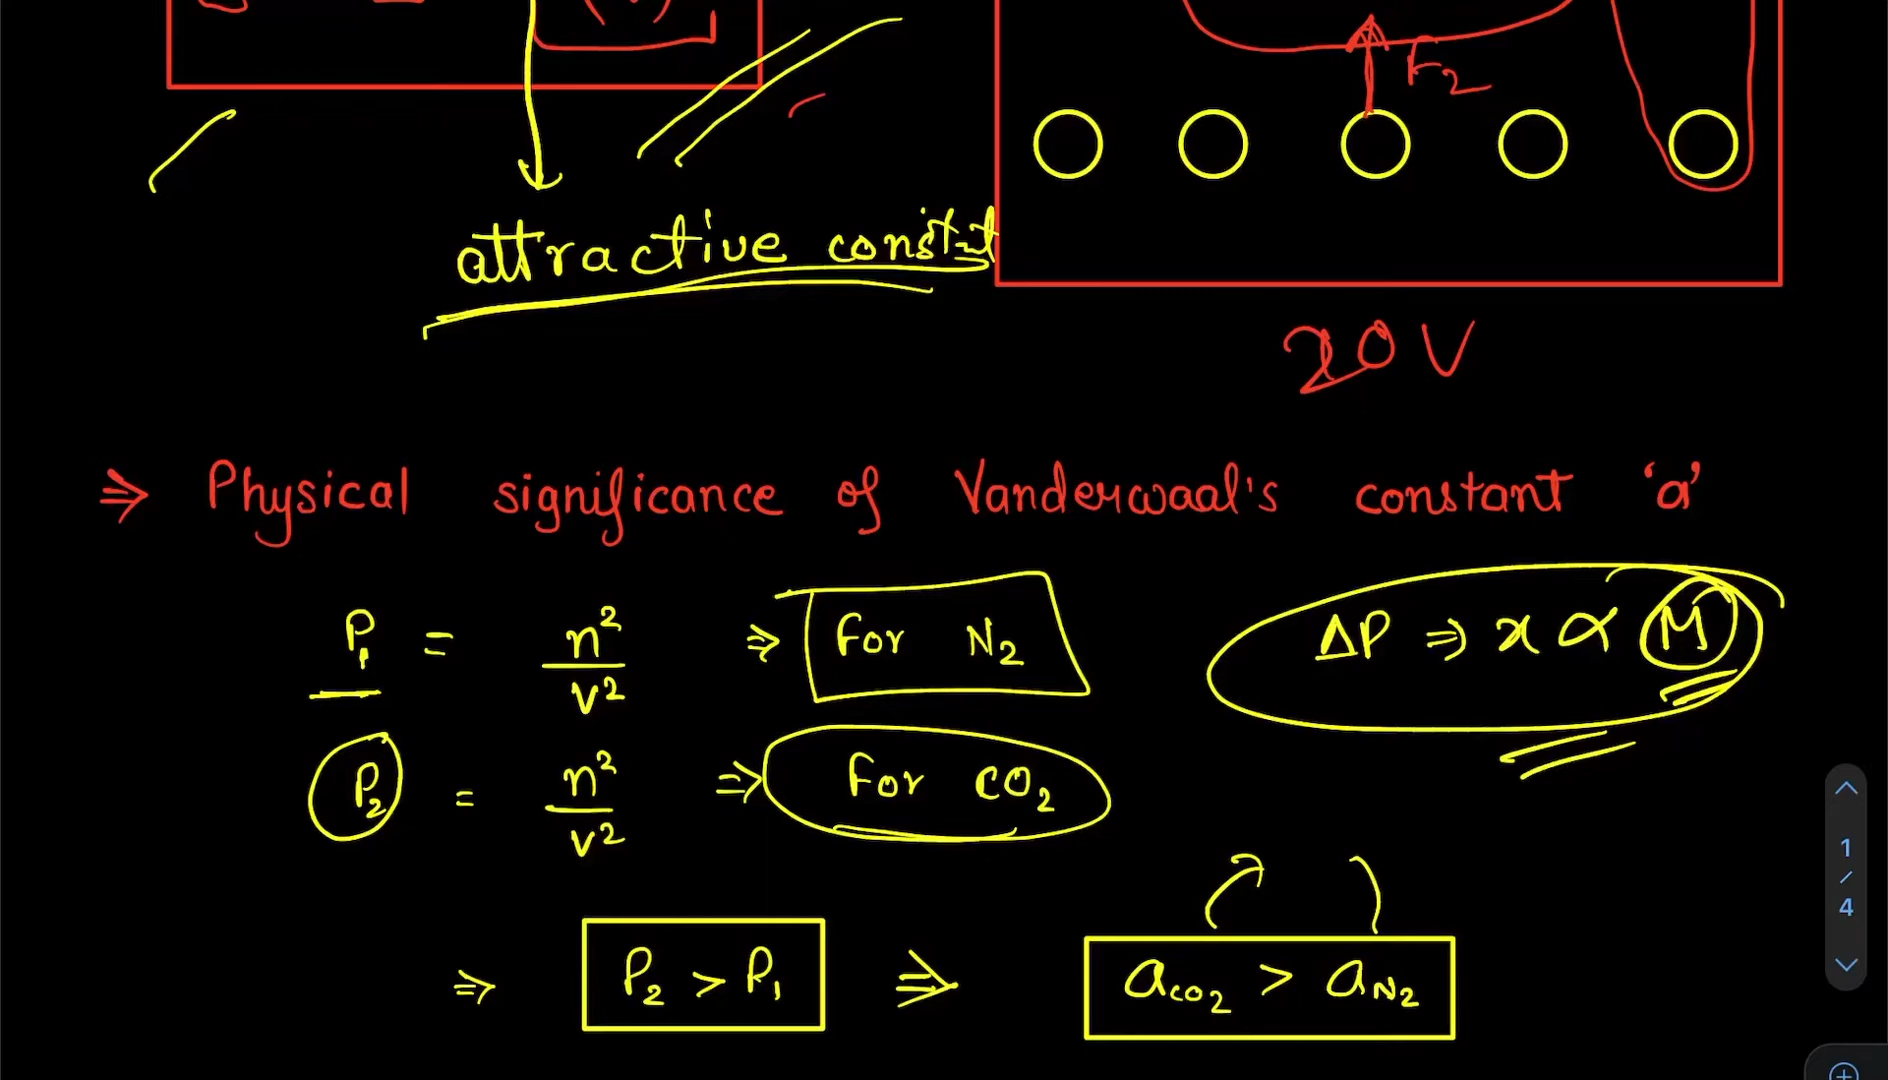 F2
attractive constnt
20V
⇒ Physical significance of Vanderwaal's constant 'a'
P1 = n²/v² ⇒ For N2
ΔP ⇒ x ∝ M
P2 = n²/v² ⇒ For CO2
⇒ P2 > P1 ⇒ aCO2 > aN2
1
/
4